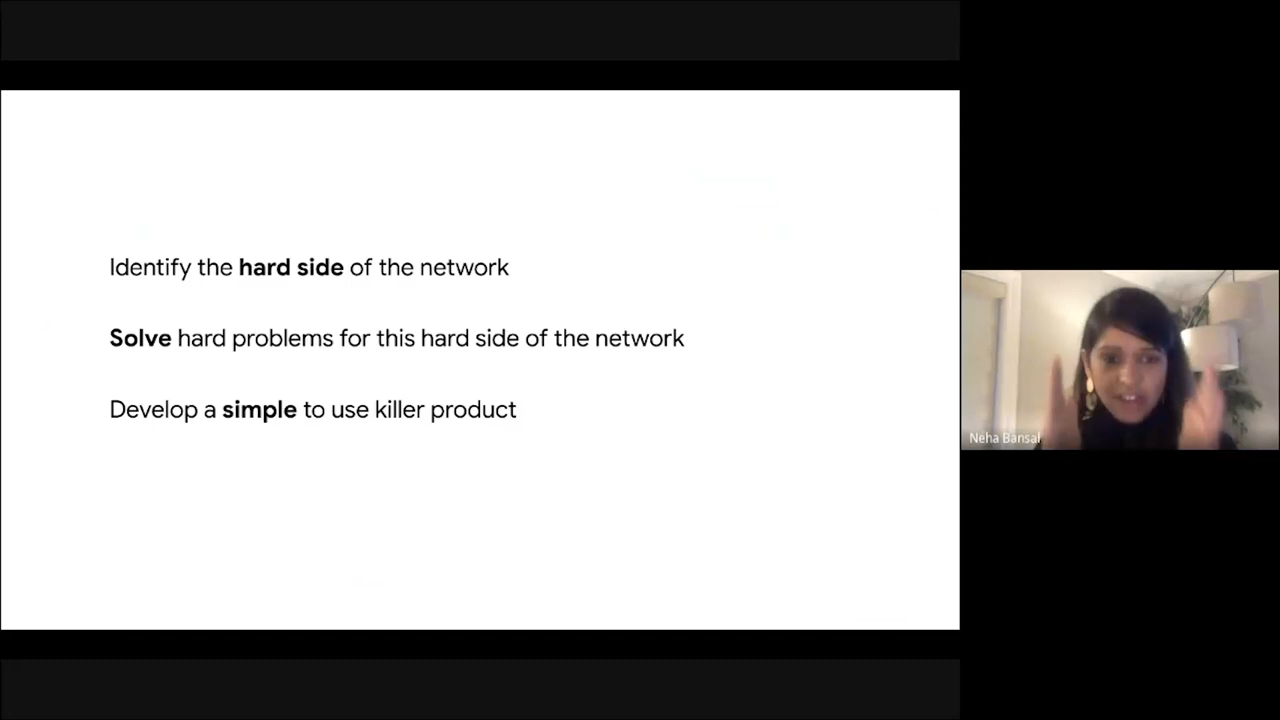 Identify the hard side of the network
Solve hard problems for this hard side of the network
Develop a simple to use killer product
Neha Bansal